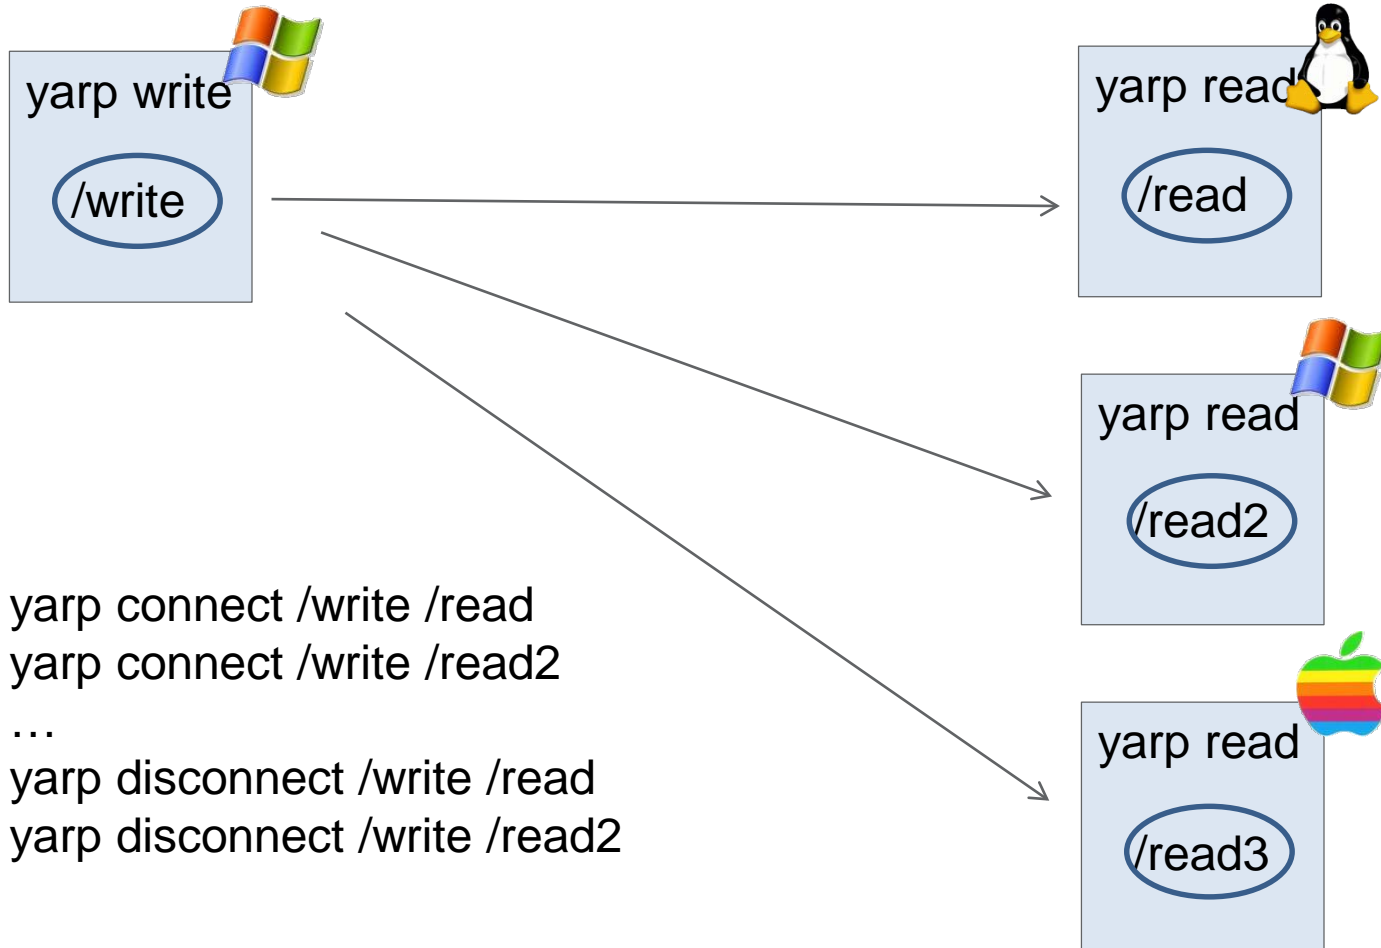 yarp write
/write
yarp read
/read
yarp read
/read2
yarp read
/read3
yarp connect /write /read
yarp connect /write /read2
…
yarp disconnect /write /read
yarp disconnect /write /read2